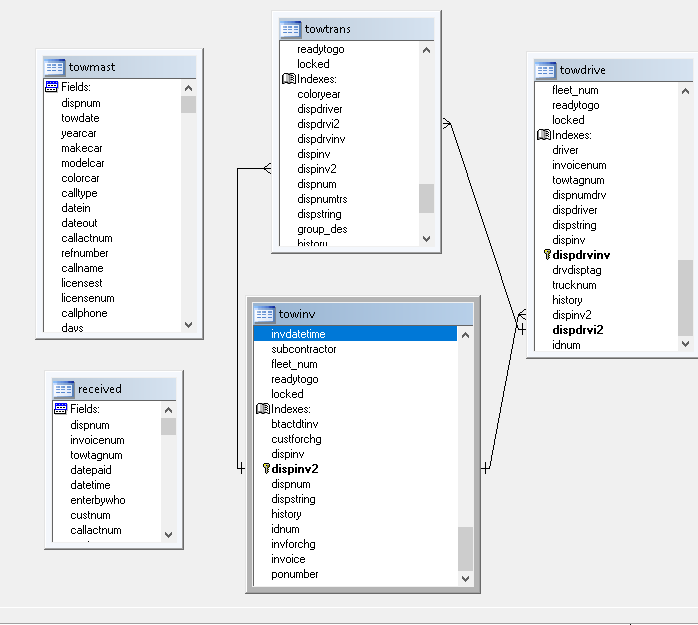 towmast
Fields:
dispnum
towdate
yearcar
makecar
modelcar
colorcar
calltype
datein
dateout
callactnum
refnumber
callname
licensest
licensenum
callphone
days
towtrans
readytogo
locked
Indexes:
coloryear
dispdriver
dispdrvi2
dispdrvinv
dispinv
dispinv2
dispnum
dispnumtrs
dispstring
group_des
history
towdrive
fleet_num
readytogo
locked
Indexes:
driver
invoicenum
towtagnum
dispnumdrv
dispdriver
dispstring
dispinv
dispdrvinv
drvdisptag
trucknum
history
dispinv2
dispdrvi2
idnum
received
Fields:
dispnum
invoicenum
towtagnum
datepaid
datetime
enterbywho
custnum
callactnum
towinv
invdatetime
subcontractor
fleet_num
readytogo
locked
Indexes:
btactdtinv
custforchg
dispinv
dispinv2
dispnum
dispstring
history
idnum
invforchg
invoice
ponumber